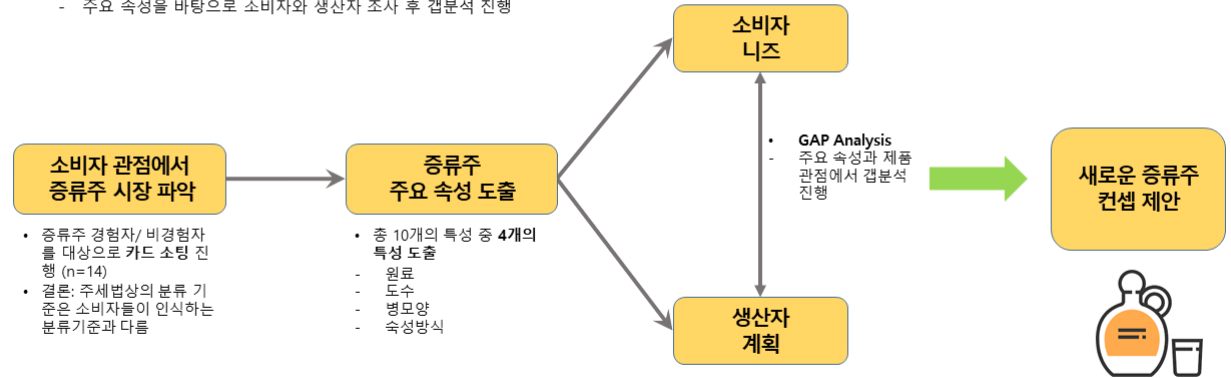 - 주요 속성을 바탕으로 소비자와 생산자 조사 후 갭분석 진행
소비자
니즈
소비자 관점에서
증류주 시장 파악
증류주
주요 속성 도출
• GAP Analysis
- 주요 속성과 제품
관점에서 갭분석
진행
새로운 증류주
컨셉 제안
• 증류주 경험자/ 비경험자
를 대상으로 카드 소팅 진
행 (n=14)
• 결론: 주세법상의 분류 기
준은 소비자들이 인식하는
분류기준과 다름
• 총 10개의 특성 중 4개의
특성 도출
- 원료
- 도수
- 병모양
- 숙성방식
생산자
계획